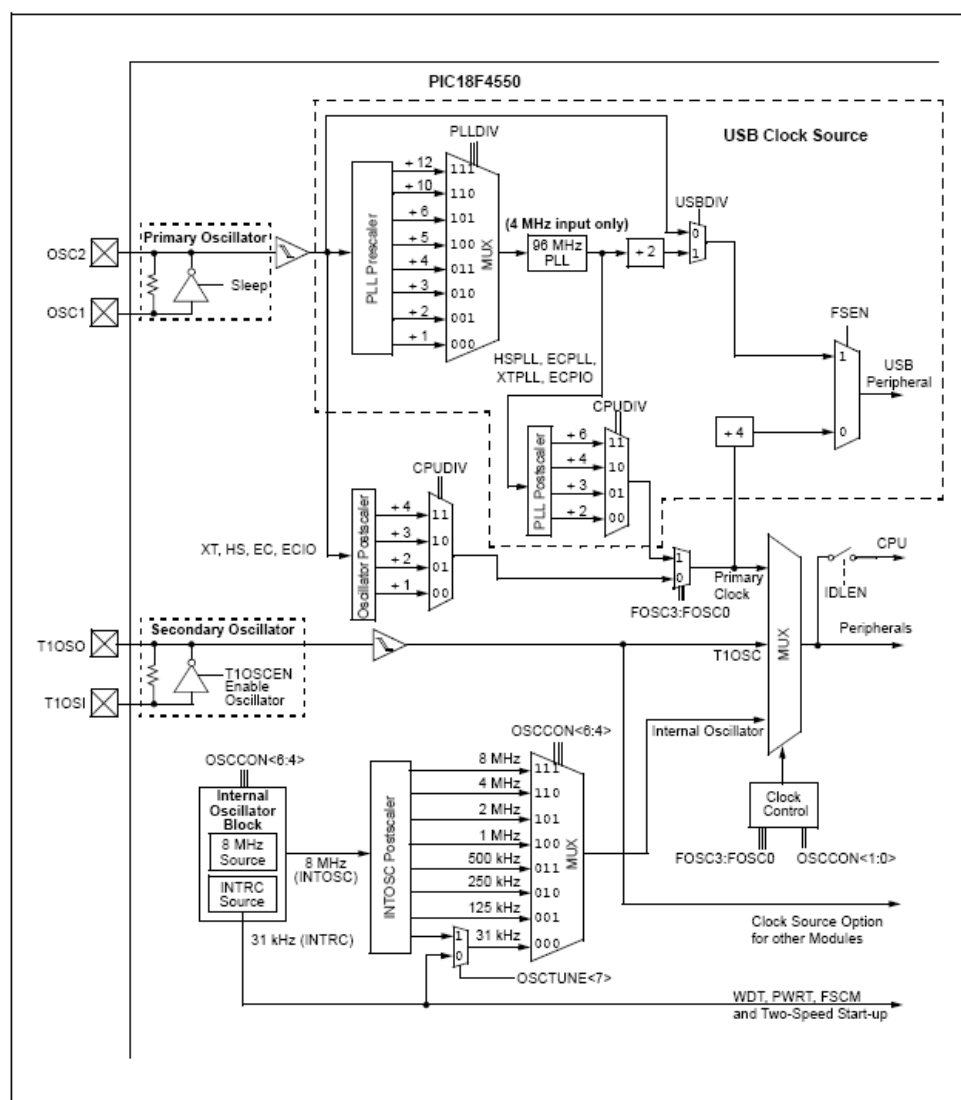 PIC18F4550
USB Clock Source
PLLDIV
÷ 12
111
÷ 10
110
÷ 6
101
÷ 5
100
÷ 4
011
÷ 3
010
÷ 2
001
÷ 1
000
PLL Prescaler
MUX
(4 MHz input only)
96 MHz
PLL
÷ 2
USBDIV
0
1
FSEN
1
0
USB
Peripheral
÷ 4
OSC2
OSC1
Primary Oscillator
Sleep
HSPLL, ECPLL,
XTPLL, ECPIO
CPUDIV
PLL Postscaler
÷ 6
11
÷ 4
10
÷ 3
01
÷ 2
00
CPUDIV
XT, HS, EC, ECIO
Oscillator Postscaler
÷ 4
11
÷ 3
10
÷ 2
01
÷ 1
00
1
0
Primary
Clock
FOSC3:FOSC0
CPU
IDLEN
Peripherals
MUX
T1OSO
T1OSI
Secondary Oscillator
T1OSCEN
Enable
Oscillator
T1OSC
Internal Oscillator
Clock
Control
FOSC3:FOSC0
OSCCON<1:0>
OSCCON<6:4>
Internal
Oscillator
Block
8 MHz
Source
INTRC
Source
8 MHz
(INTOSC)
31 kHz (INTRC)
INTOSC Postscaler
OSCCON<6:4>
8 MHz
111
4 MHz
110
2 MHz
101
1 MHz
100
500 kHz
011
250 kHz
010
125 kHz
001
1
0
31 kHz
000
MUX
OSCTUNE<7>
Clock Source Option
for other Modules
WDT, PWRT, FSCM
and Two-Speed Start-up